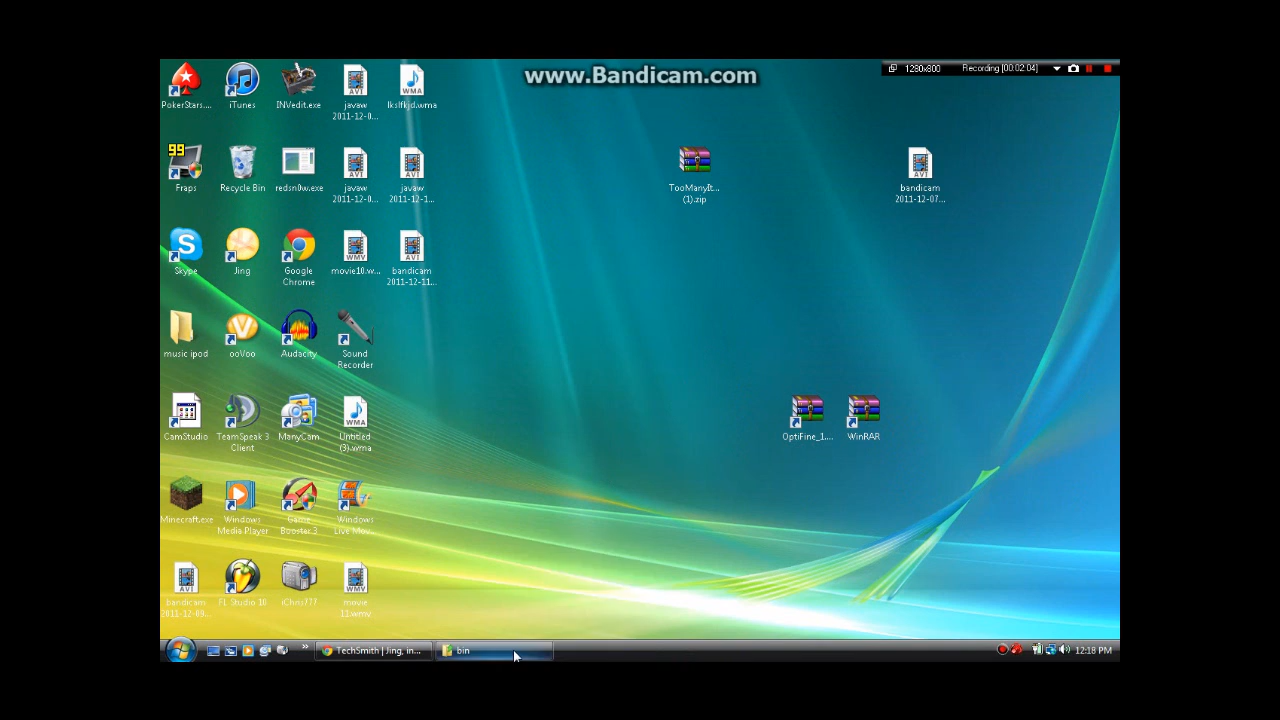 www.Bandicam.com
1280x800 Recording [00:02:04]
PokerStars....
iTunes
INVedit.exe
javaw
2011-12-0...
lkslfkjd.wma
Fraps
99
Recycle Bin
redsn0w.exe
javaw
2011-12-0...
javaw
2011-12-1...
TooManyIt...
(1).zip
bandicam
2011-12-07...
Skype
Jing
Google
Chrome
movie10.w...
bandicam
2011-12-11...
music ipod
ooVoo
Audacity
Sound
Recorder
CamStudio
TeamSpeak 3
Client
ManyCam
Untitled
(3).wma
OptiFine_1....
WinRAR
Minecraft.exe
Windows
Media Player
Game
Booster 3
Windows
Live Mov...
bandicam
2011-12-09...
FL Studio 10
iChris777
movie
11.wmv
TechSmith | Jing, in...
bin
12:18 PM